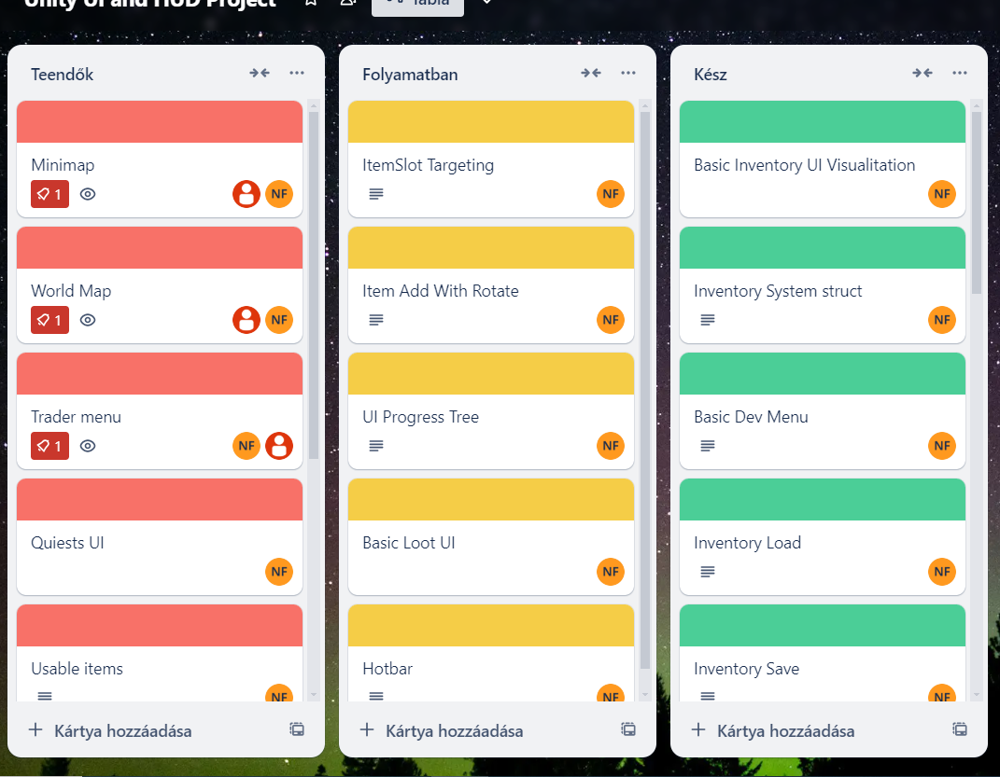 Unity UI and HUD Project
Tábla
Teendők
Minimap
1
NF
World Map
1
NF
Trader menu
1
NF
Quiests UI
NF
Usable items
NF
Kártya hozzáadása
Folyamatban
ItemSlot Targeting
NF
Item Add With Rotate
NF
UI Progress Tree
NF
Basic Loot UI
NF
Hotbar
NF
Kártya hozzáadása
Kész
Basic Inventory UI Visualitation
NF
Inventory System struct
NF
Basic Dev Menu
NF
Inventory Load
NF
Inventory Save
NF
Kártya hozzáadása